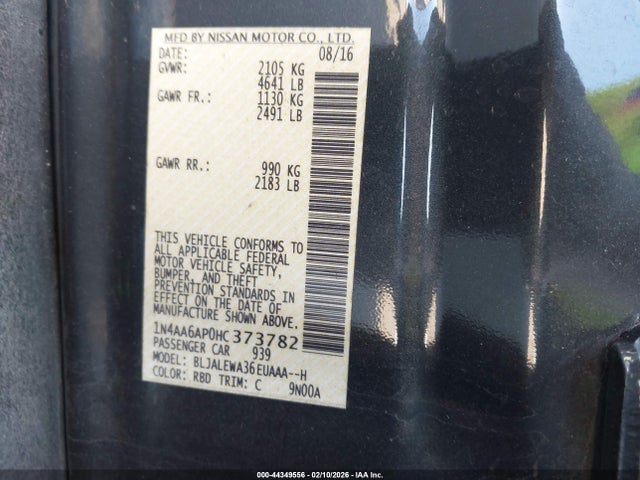 MFD BY NISSAN MOTOR CO., LTD.
DATE: 08/16
GVWR: 2105 KG
4641 LB
GAWR FR.: 1130 KG
2491 LB
GAWR RR.: 990 KG
2183 LB
THIS VEHICLE CONFORMS TO
ALL APPLICABLE FEDERAL
MOTOR VEHICLE SAFETY,
BUMPER, AND THEFT
PREVENTION STANDARDS IN
EFFECT ON THE DATE OF
MANUFACTURE SHOWN ABOVE.
1N4AA6AP0HC373782
PASSENGER CAR 939
MODEL: BLJALEWA36EUAAA--H
COLOR: RBD TRIM: C 9N00A
000-44349556 - 02/10/2026 - IAA Inc.